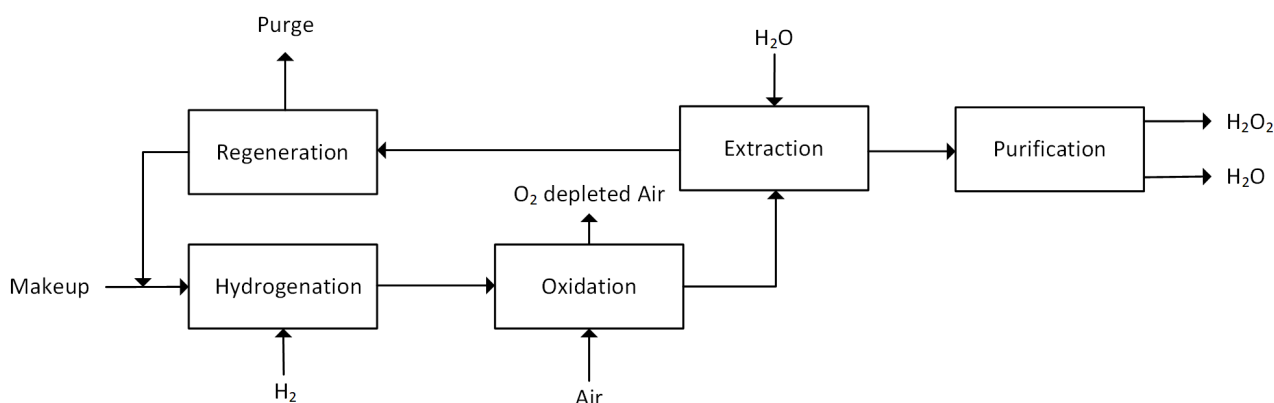 Purge
H₂O
Regeneration
Extraction
Purification
H₂O₂
H₂O
O₂ depleted Air
Makeup
Hydrogenation
Oxidation
H₂
Air